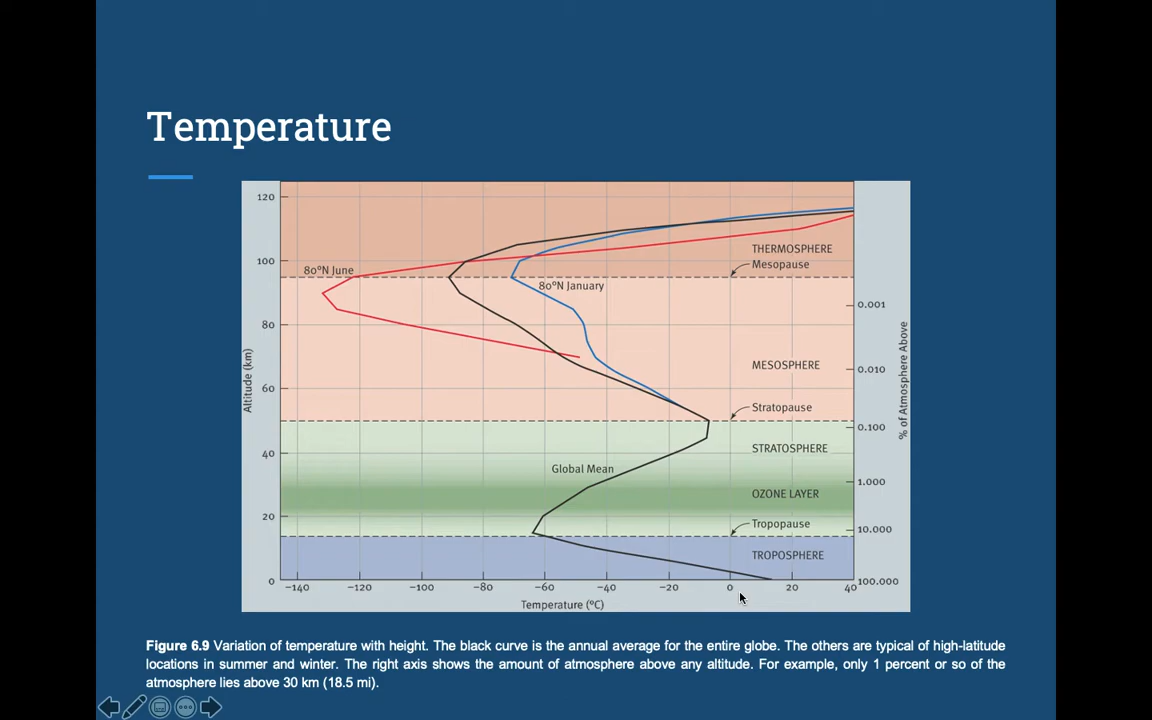 Temperature
120
100
80
60
40
20
0
Altitude (km)
80°N June
80°N January
Global Mean
THERMOSPHERE
Mesopause
MESOSPHERE
Stratopause
STRATOSPHERE
OZONE LAYER
Tropopause
TROPOSPHERE
0.001
0.010
0.100
1.000
10.000
100.000
% of Atmosphere Above
−140 −120 −100 −80 −60 −40 −20 0 20 40
Temperature (°C)
Figure 6.9 Variation of temperature with height. The black curve is the annual average for the entire globe. The others are typical of high-latitude
locations in summer and winter. The right axis shows the amount of atmosphere above any altitude. For example, only 1 percent or so of the
atmosphere lies above 30 km (18.5 mi).